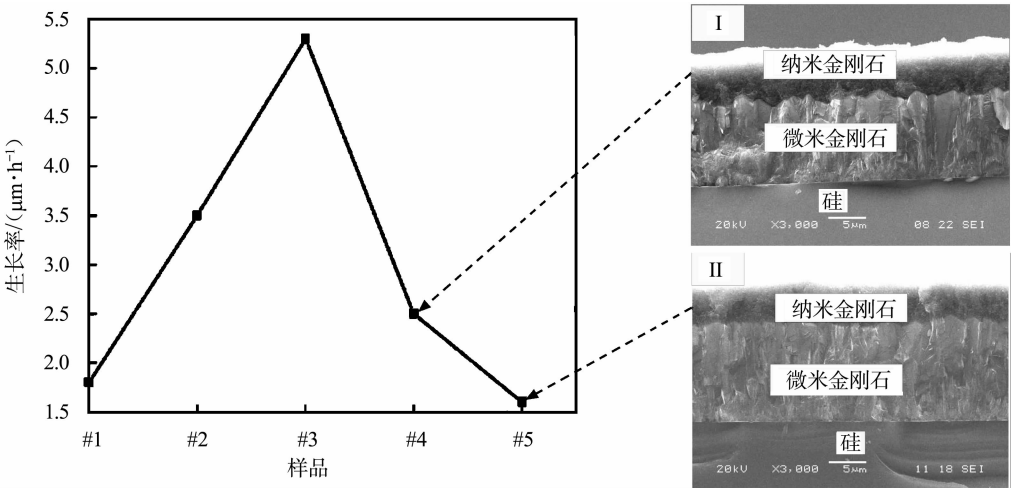 5.5
5.0
4.5
4.0
3.5
3.0
2.5
2.0
1.5
生长率/(μm·h⁻¹)
#1 #2 #3 #4 #5
样品
I
纳米金刚石
微米金刚石
硅
20kV X3,000 5μm 08 22 SEI
II
纳米金刚石
微米金刚石
硅
20kV X3,000 5μm 11 18 SEI